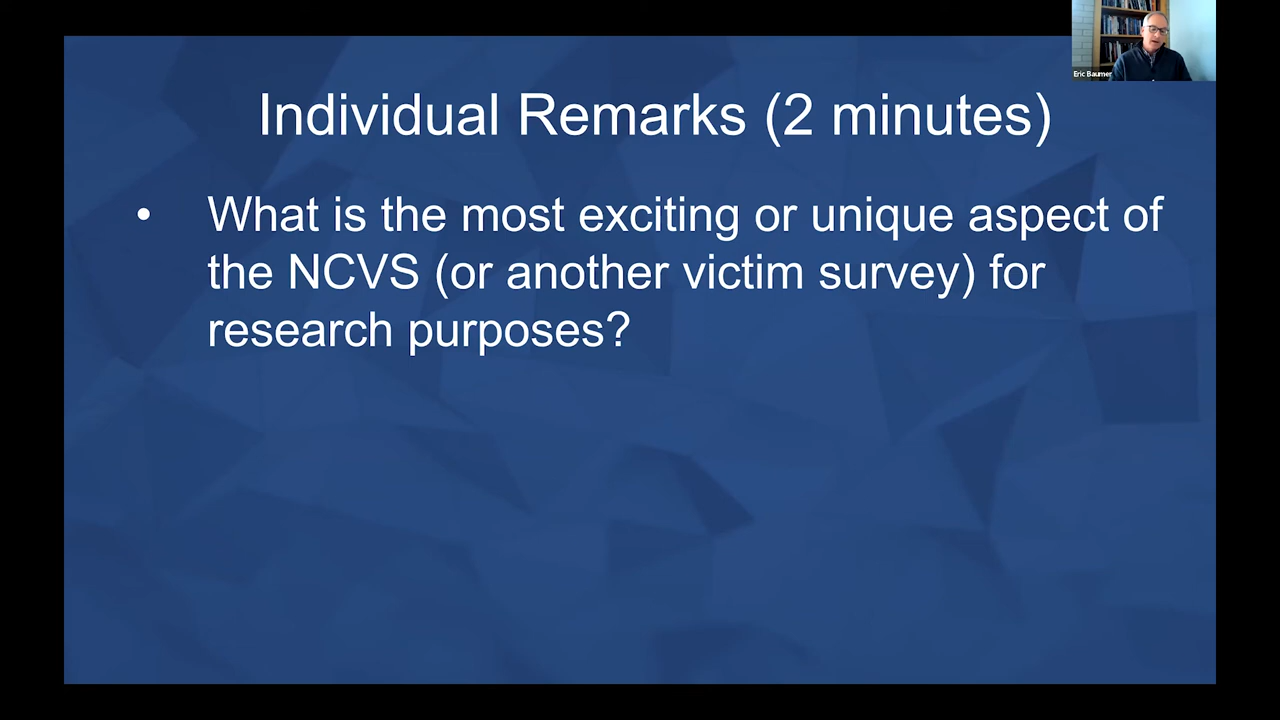 Eric Baumer
Individual Remarks (2 minutes)
• What is the most exciting or unique aspect of
the NCVS (or another victim survey) for
research purposes?